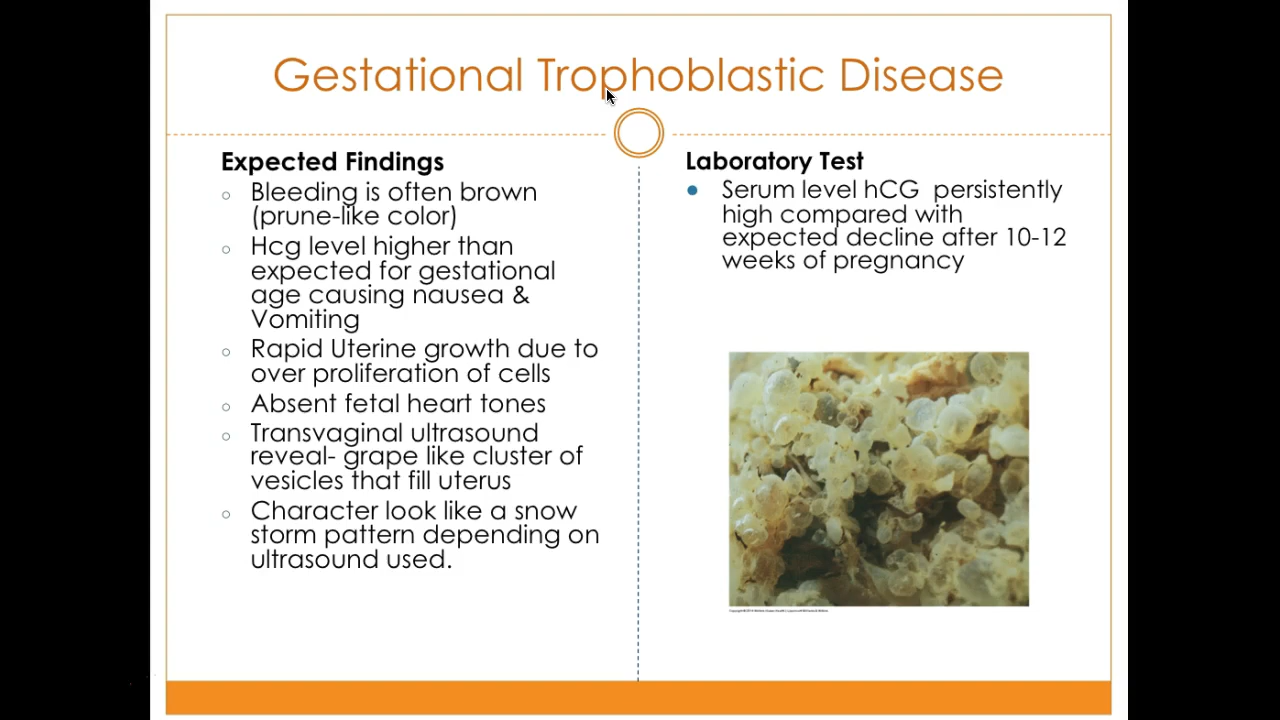 Gestational Trophoblastic Disease
Expected Findings
Bleeding is often brown
(prune-like color)
Hcg level higher than
expected for gestational
age causing nausea &
Vomiting
Rapid Uterine growth due to
over proliferation of cells
Absent fetal heart tones
Transvaginal ultrasound
reveal- grape like cluster of
vesicles that fill uterus
Character look like a snow
storm pattern depending on
ultrasound used.
Laboratory Test
Serum level hCG persistently
high compared with
expected decline after 10-12
weeks of pregnancy